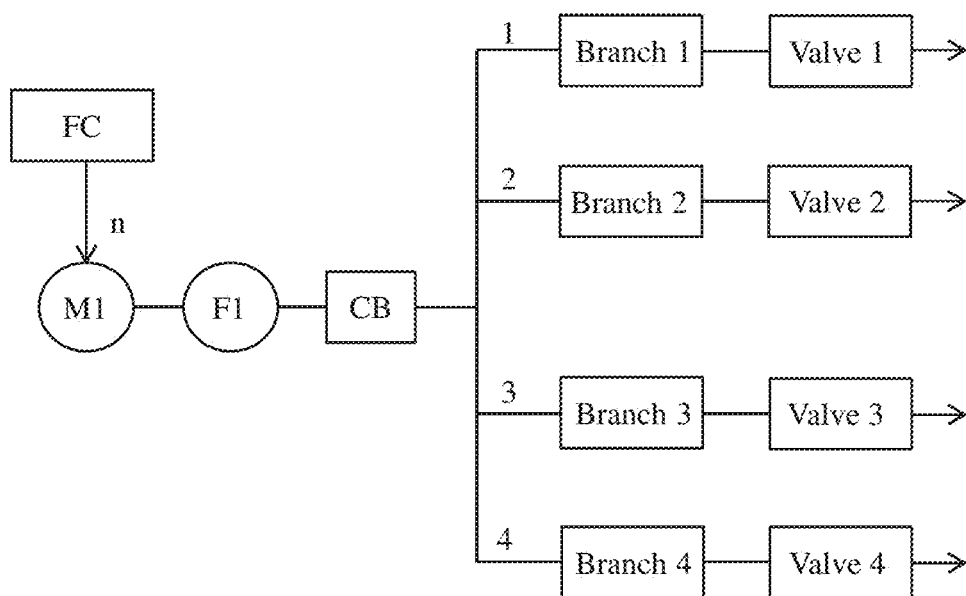 1
Branch 1
Valve 1
FC
2
Branch 2
Valve 2
n
M1
F1
CB
3
Branch 3
Valve 3
4
Branch 4
Valve 4